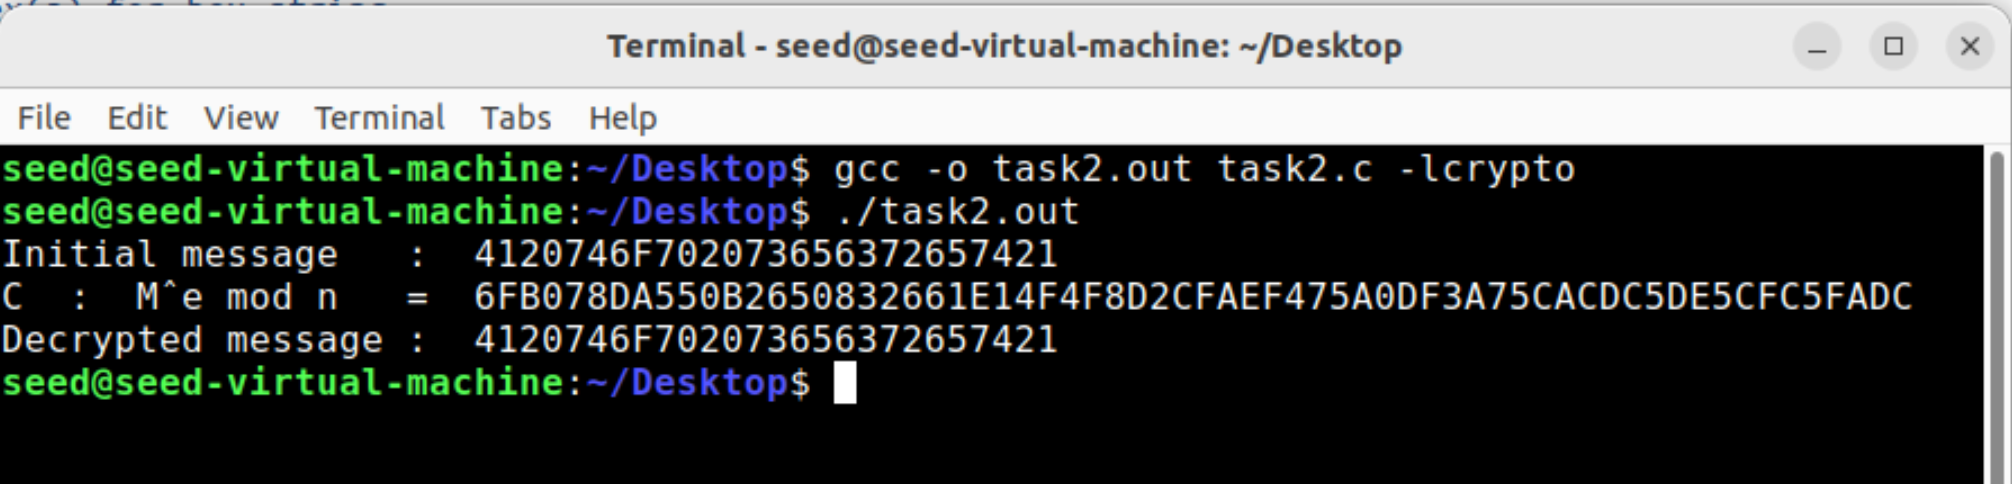 Terminal - seed@seed-virtual-machine: ~/Desktop
File Edit View Terminal Tabs Help
seed@seed-virtual-machine:~/Desktop$ gcc -o task2.out task2.c -lcrypto
seed@seed-virtual-machine:~/Desktop$ ./task2.out
Initial message   :  4120746F702073656372657421
C  :  M^e mod n   =  6FB078DA550B2650832661E14F4F8D2CFAEF475A0DF3A75CACDC5DE5CFC5FADC
Decrypted message :  4120746F702073656372657421
seed@seed-virtual-machine:~/Desktop$